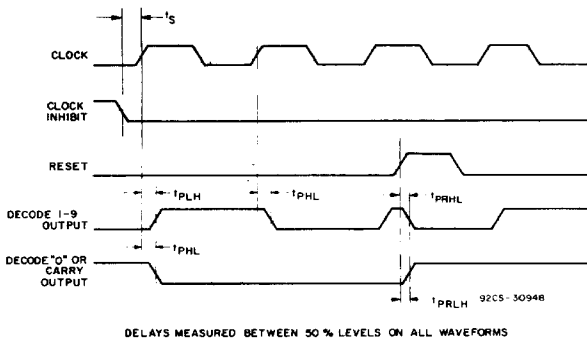 tS
CLOCK
CLOCK
INHIBIT
RESET
tPLH
tPHL
tPRHL
DECODE 1-9
OUTPUT
tPHL
DECODE "0" OR
CARRY
OUTPUT
tPRLH
92CS-30948
DELAYS MEASURED BETWEEN 50 % LEVELS ON ALL WAVEFORMS